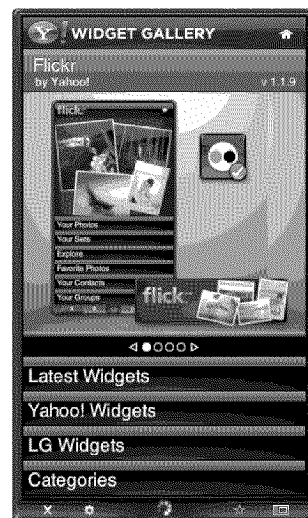 Y! WIDGET GALLERY
Flickr
by Yahoo!
v 1.1.9
flickr
Your Photos
Your Sets
Explore
Favorite Photos
Your Contacts
Your Groups
flickr
Latest Widgets
Yahoo! Widgets
LG Widgets
Categories